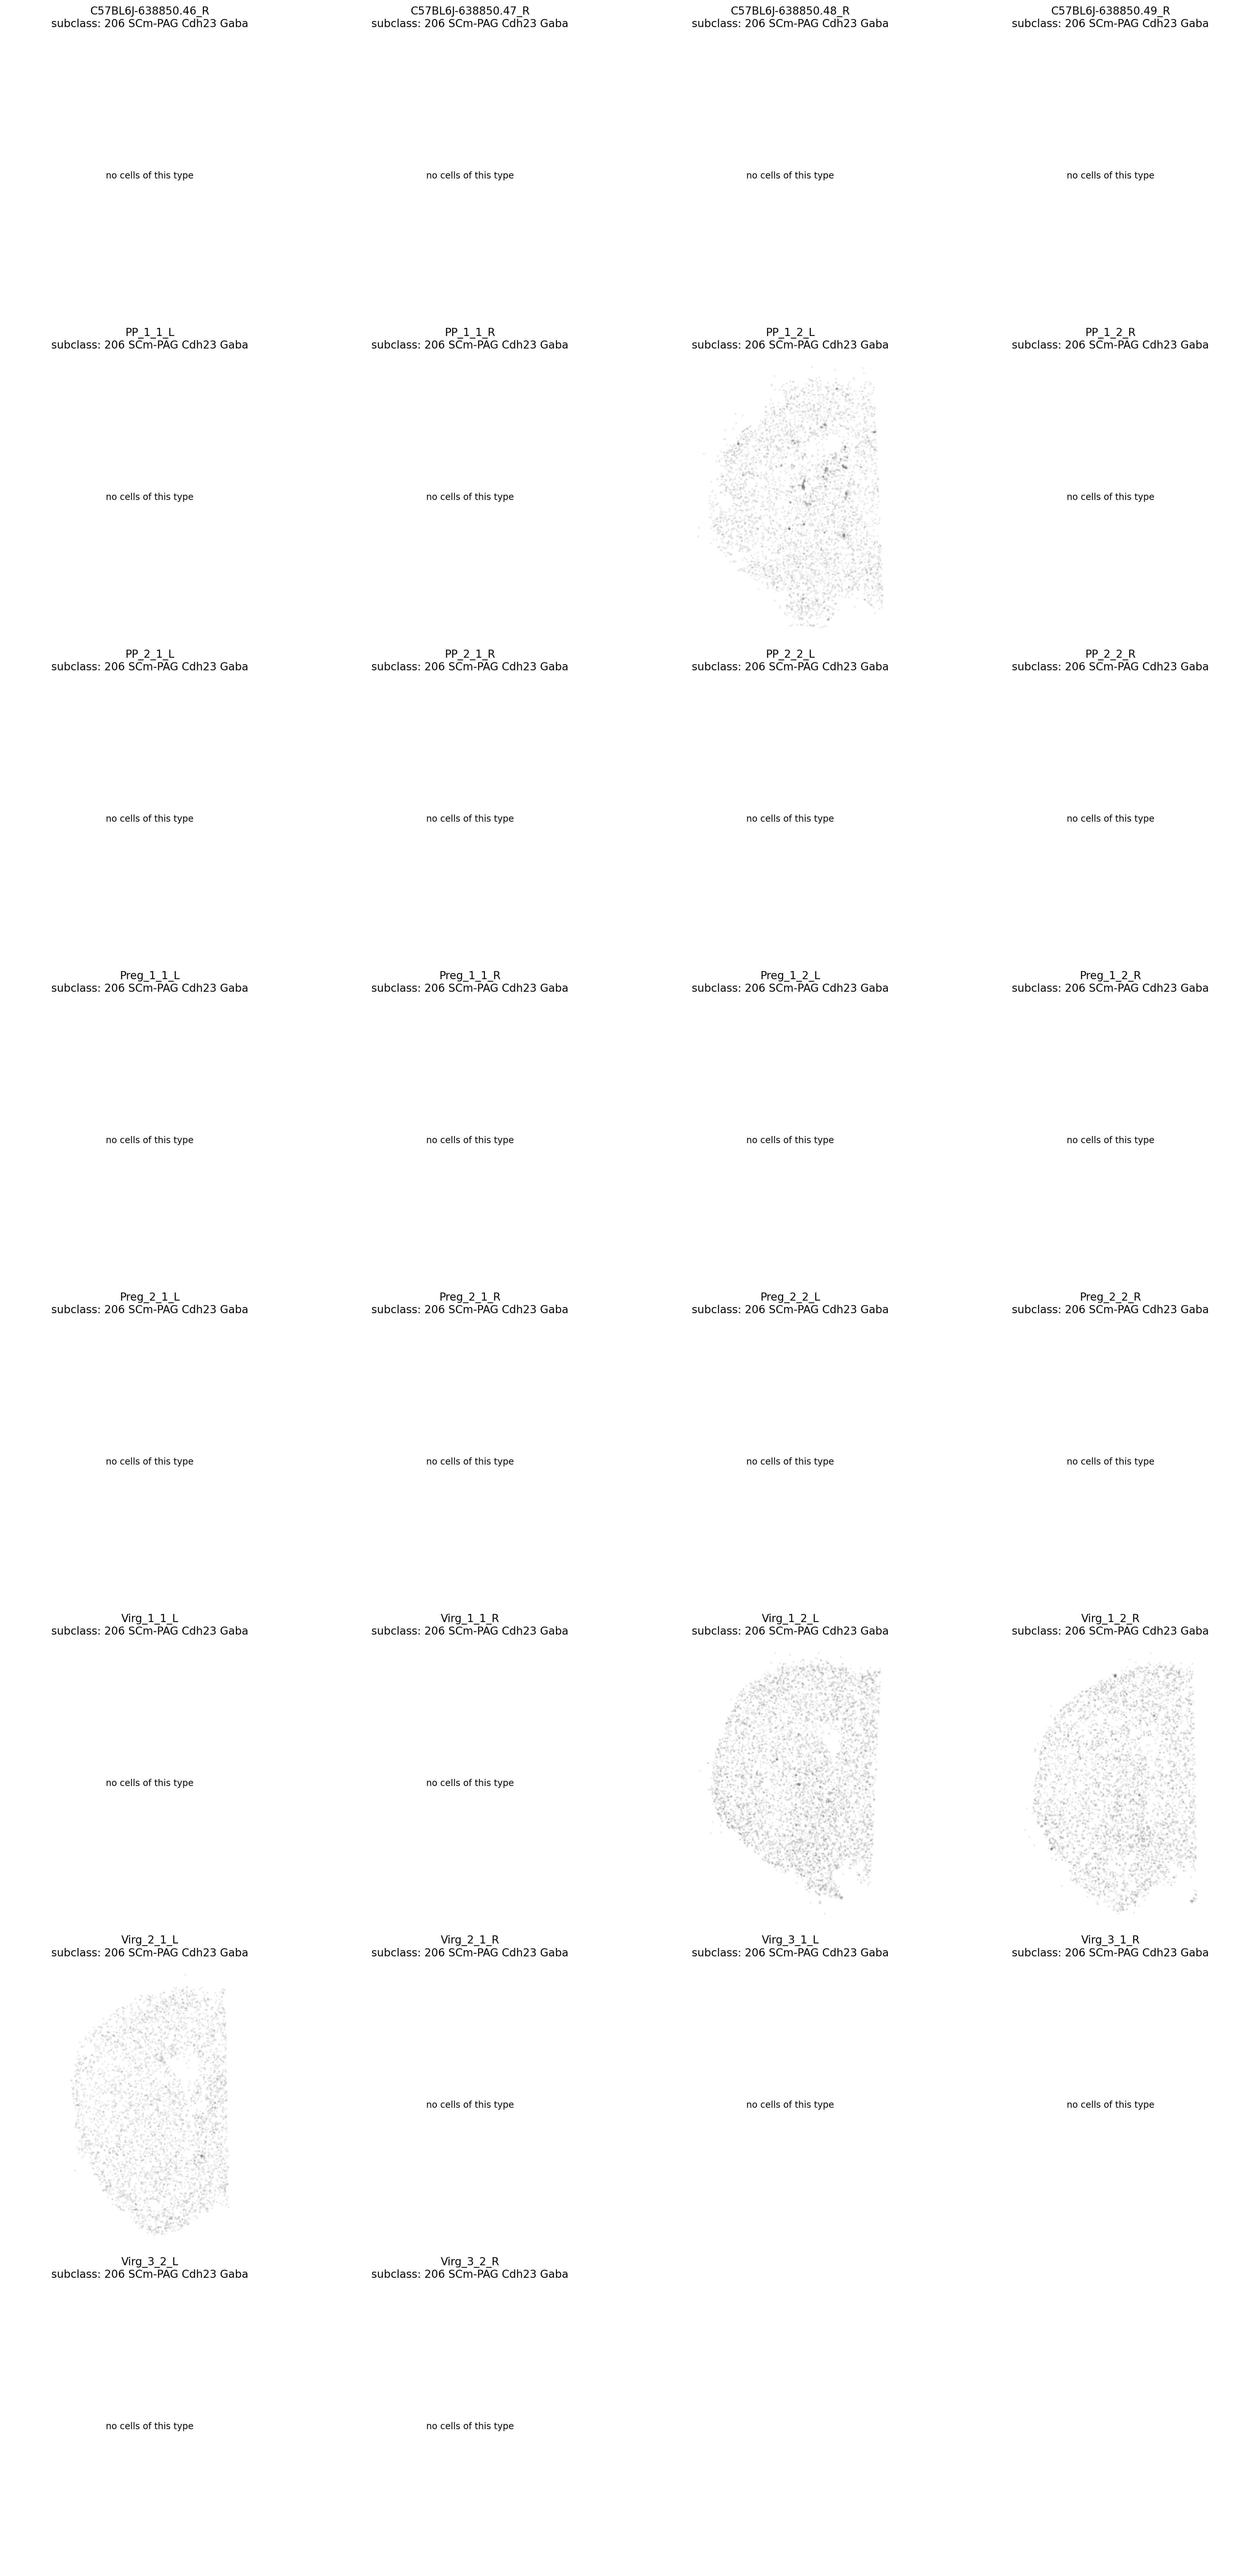 C57BL6J-638850.46_R
subclass: 206 SCm-PAG Cdh23 Gaba
C57BL6J-638850.47_R
subclass: 206 SCm-PAG Cdh23 Gaba
C57BL6J-638850.48_R
subclass: 206 SCm-PAG Cdh23 Gaba
C57BL6J-638850.49_R
subclass: 206 SCm-PAG Cdh23 Gaba
no cells of this type
no cells of this type
no cells of this type
no cells of this type
PP_1_1_L
subclass: 206 SCm-PAG Cdh23 Gaba
PP_1_1_R
subclass: 206 SCm-PAG Cdh23 Gaba
PP_1_2_L
subclass: 206 SCm-PAG Cdh23 Gaba
PP_1_2_R
subclass: 206 SCm-PAG Cdh23 Gaba
no cells of this type
no cells of this type
no cells of this type
PP_2_1_L
subclass: 206 SCm-PAG Cdh23 Gaba
PP_2_1_R
subclass: 206 SCm-PAG Cdh23 Gaba
PP_2_2_L
subclass: 206 SCm-PAG Cdh23 Gaba
PP_2_2_R
subclass: 206 SCm-PAG Cdh23 Gaba
no cells of this type
no cells of this type
no cells of this type
no cells of this type
Preg_1_1_L
subclass: 206 SCm-PAG Cdh23 Gaba
Preg_1_1_R
subclass: 206 SCm-PAG Cdh23 Gaba
Preg_1_2_L
subclass: 206 SCm-PAG Cdh23 Gaba
Preg_1_2_R
subclass: 206 SCm-PAG Cdh23 Gaba
no cells of this type
no cells of this type
no cells of this type
no cells of this type
Preg_2_1_L
subclass: 206 SCm-PAG Cdh23 Gaba
Preg_2_1_R
subclass: 206 SCm-PAG Cdh23 Gaba
Preg_2_2_L
subclass: 206 SCm-PAG Cdh23 Gaba
Preg_2_2_R
subclass: 206 SCm-PAG Cdh23 Gaba
no cells of this type
no cells of this type
no cells of this type
no cells of this type
Virg_1_1_L
subclass: 206 SCm-PAG Cdh23 Gaba
Virg_1_1_R
subclass: 206 SCm-PAG Cdh23 Gaba
Virg_1_2_L
subclass: 206 SCm-PAG Cdh23 Gaba
Virg_1_2_R
subclass: 206 SCm-PAG Cdh23 Gaba
no cells of this type
no cells of this type
Virg_2_1_L
subclass: 206 SCm-PAG Cdh23 Gaba
Virg_2_1_R
subclass: 206 SCm-PAG Cdh23 Gaba
Virg_3_1_L
subclass: 206 SCm-PAG Cdh23 Gaba
Virg_3_1_R
subclass: 206 SCm-PAG Cdh23 Gaba
no cells of this type
no cells of this type
no cells of this type
Virg_3_2_L
subclass: 206 SCm-PAG Cdh23 Gaba
Virg_3_2_R
subclass: 206 SCm-PAG Cdh23 Gaba
no cells of this type
no cells of this type